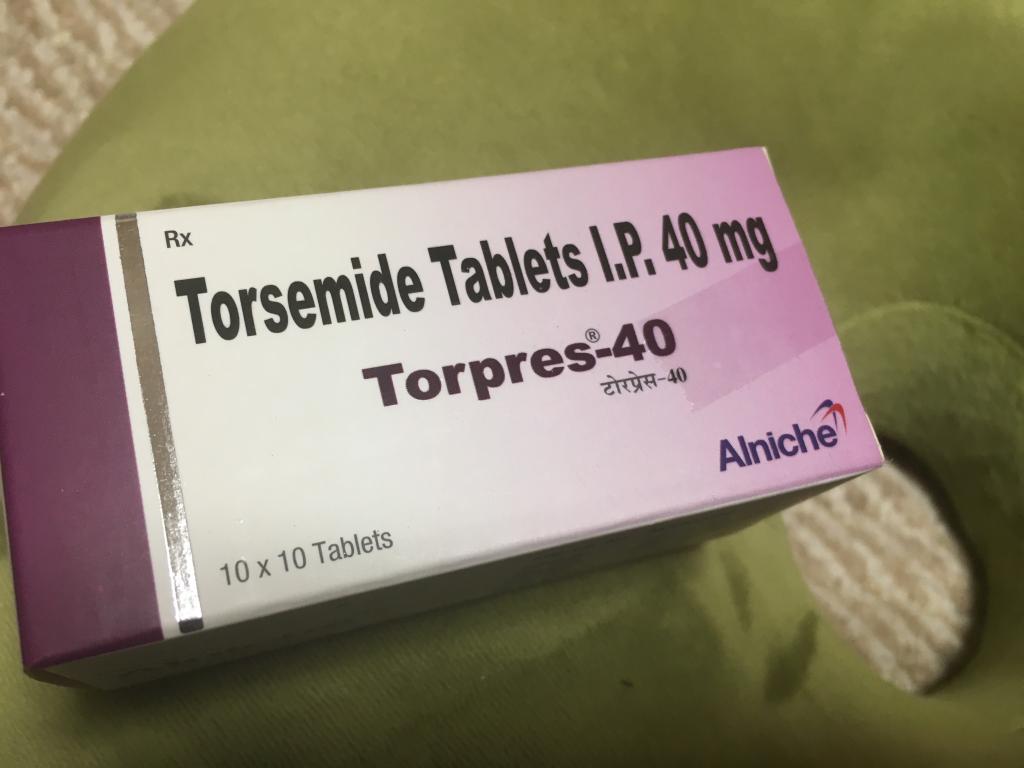 Rx
Torsemide Tablets I.P. 40 mg
Torpres®-40
टोरप्रेस-40
Alniche
10 x 10 Tablets